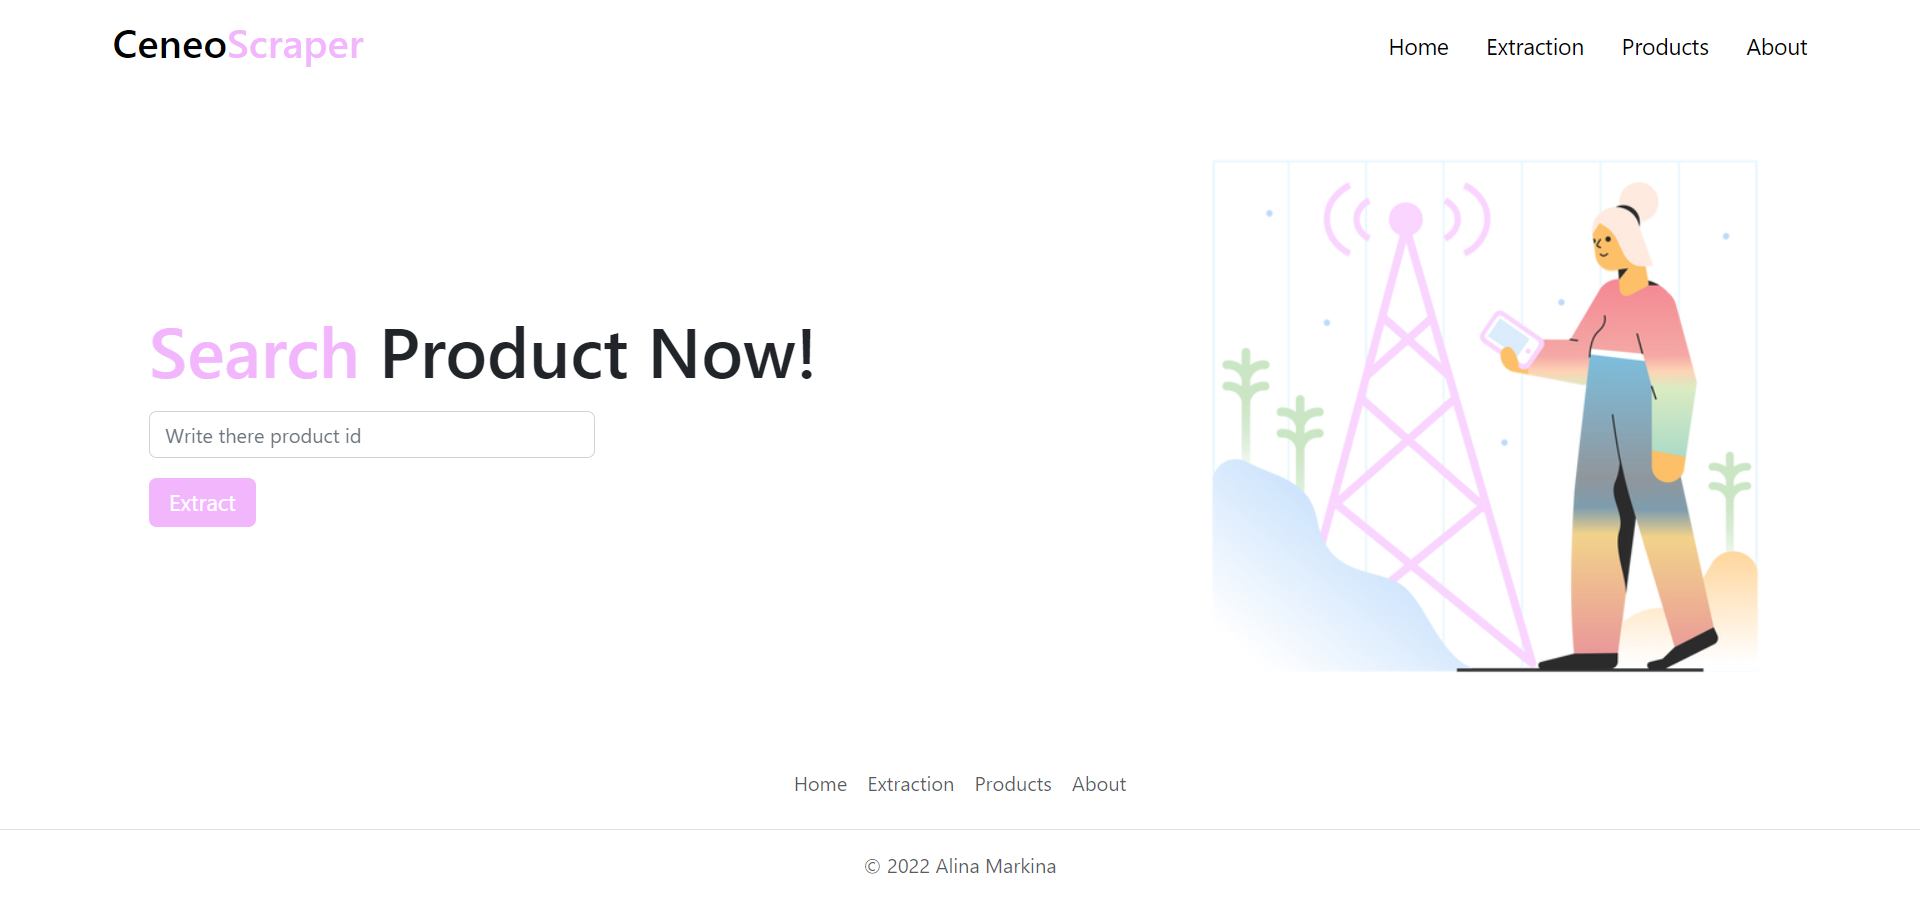 CeneoScraper
Home Extraction Products About
Search Product Now!
Write there product id
Extract
Home Extraction Products About
© 2022 Alina Markina